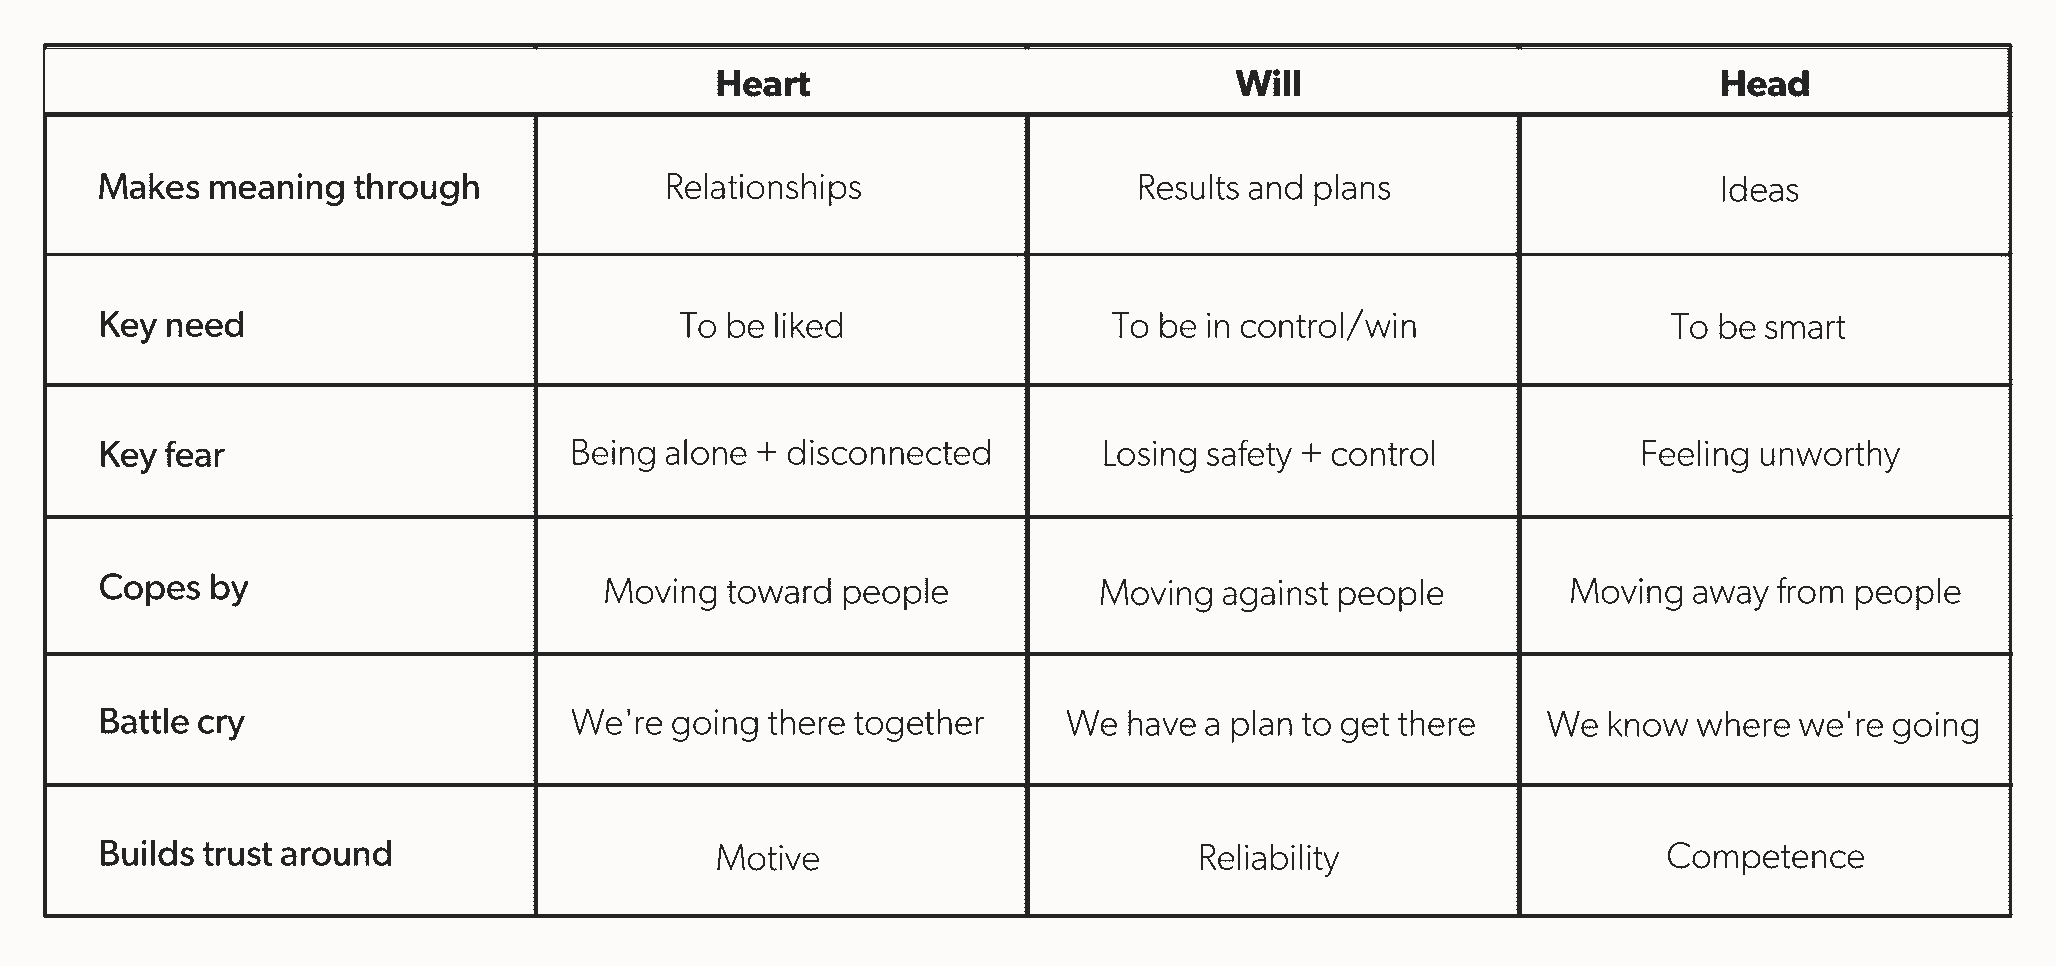 Heart Will Head
Makes meaning through Relationships Results and plans Ideas
Key need To be liked To be in control/win To be smart
Key fear Being alone + disconnected Losing safety + control Feeling unworthy
Copes by Moving toward people Moving against people Moving away from people
Battle cry We're going there together We have a plan to get there We know where we're going
Builds trust around Motive Reliability Competence